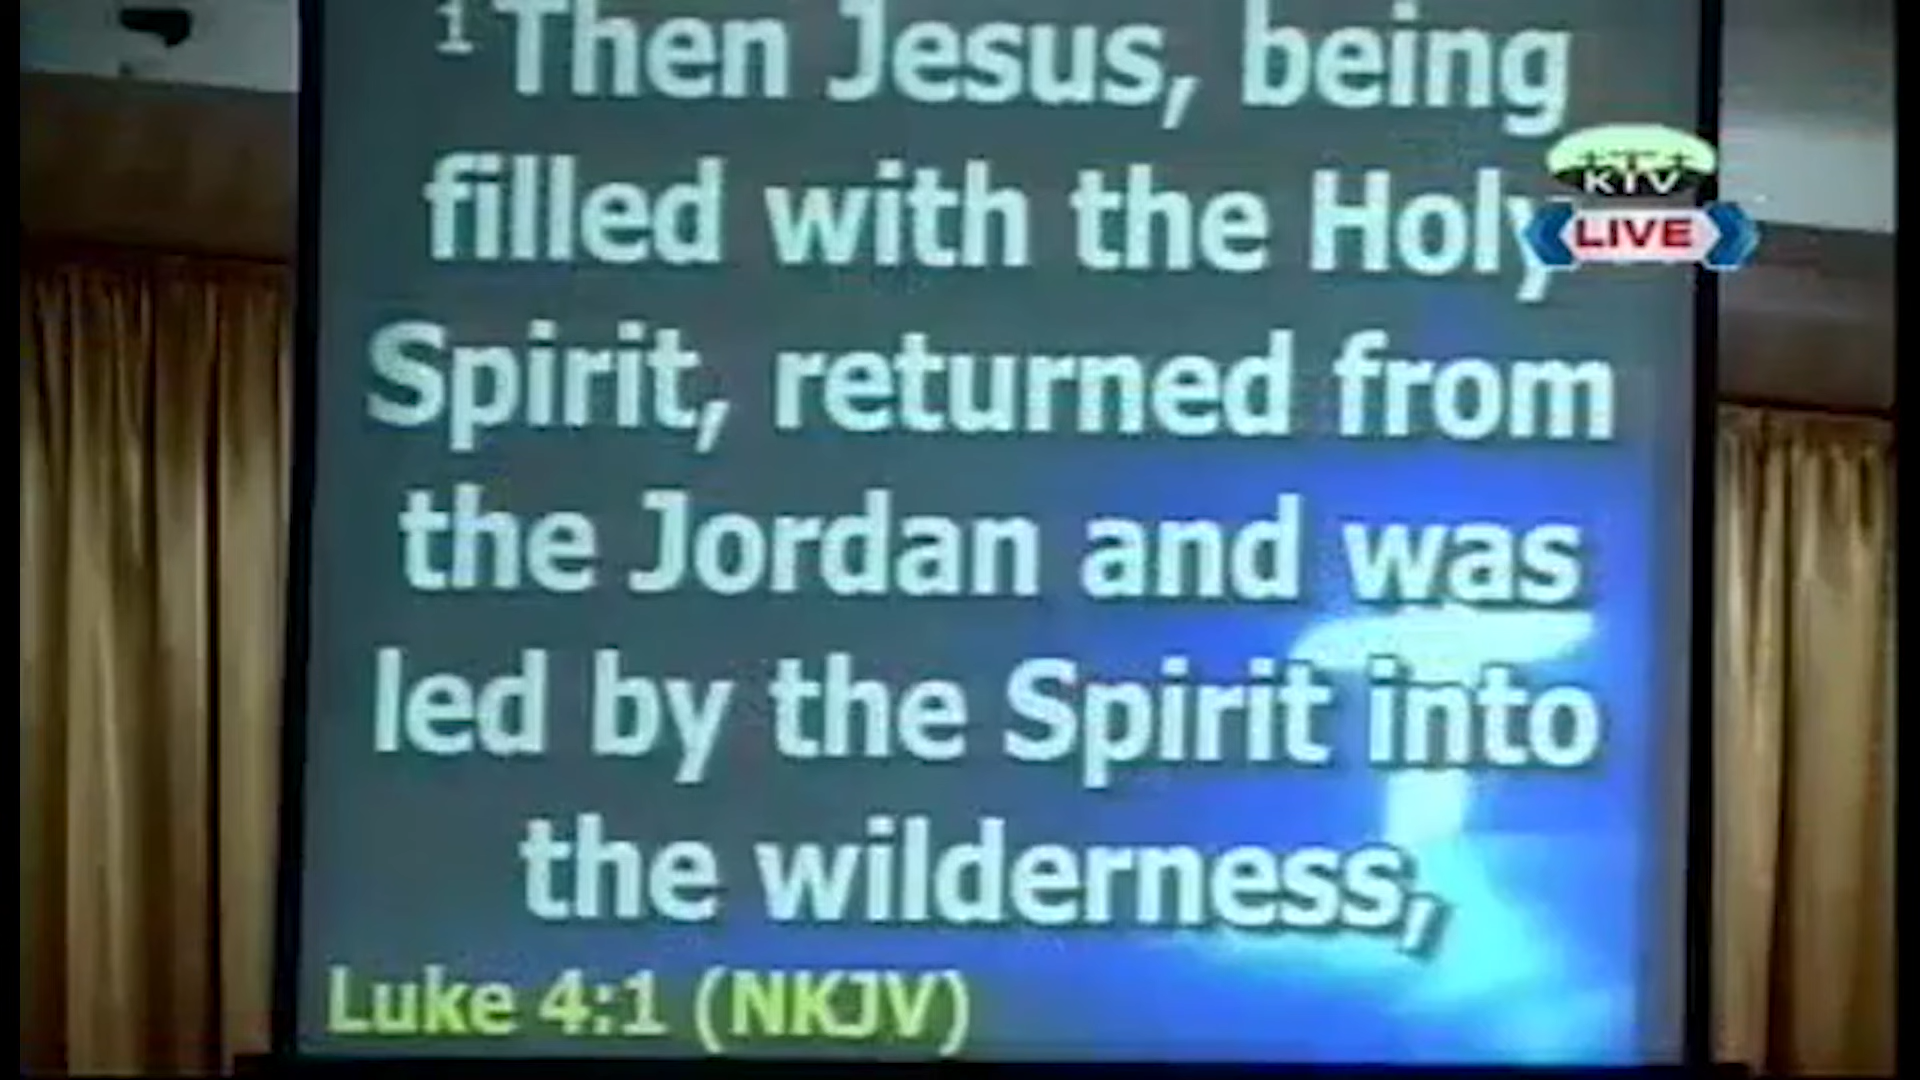 1 Then Jesus, being
filled with the Holy
Spirit, returned from
the Jordan and was
led by the Spirit into
the wilderness,
Luke 4:1 (NKJV)
KTV
LIVE